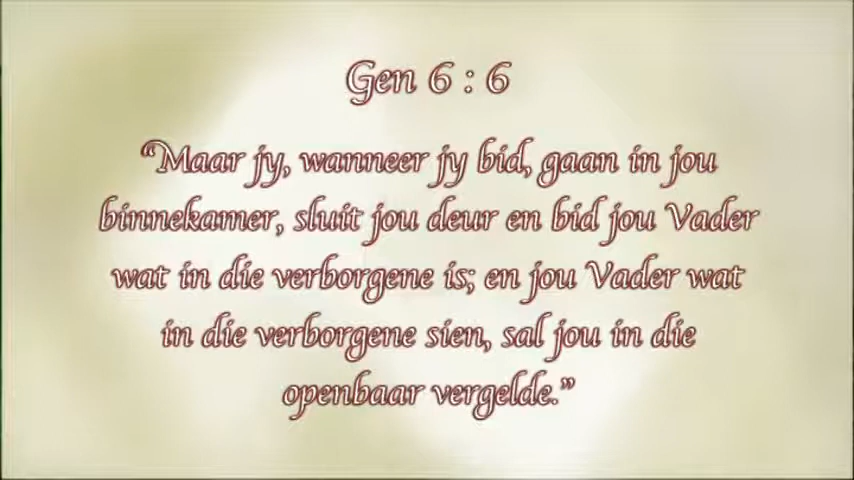 Gen 6 : 6
“Maar jy, wanneer jy bid, gaan in jou
binnekamer, sluit jou deur en bid jou Vader
wat in die verborgene is; en jou Vader wat
in die verborgene sien, sal jou in die
openbaar vergelde.”